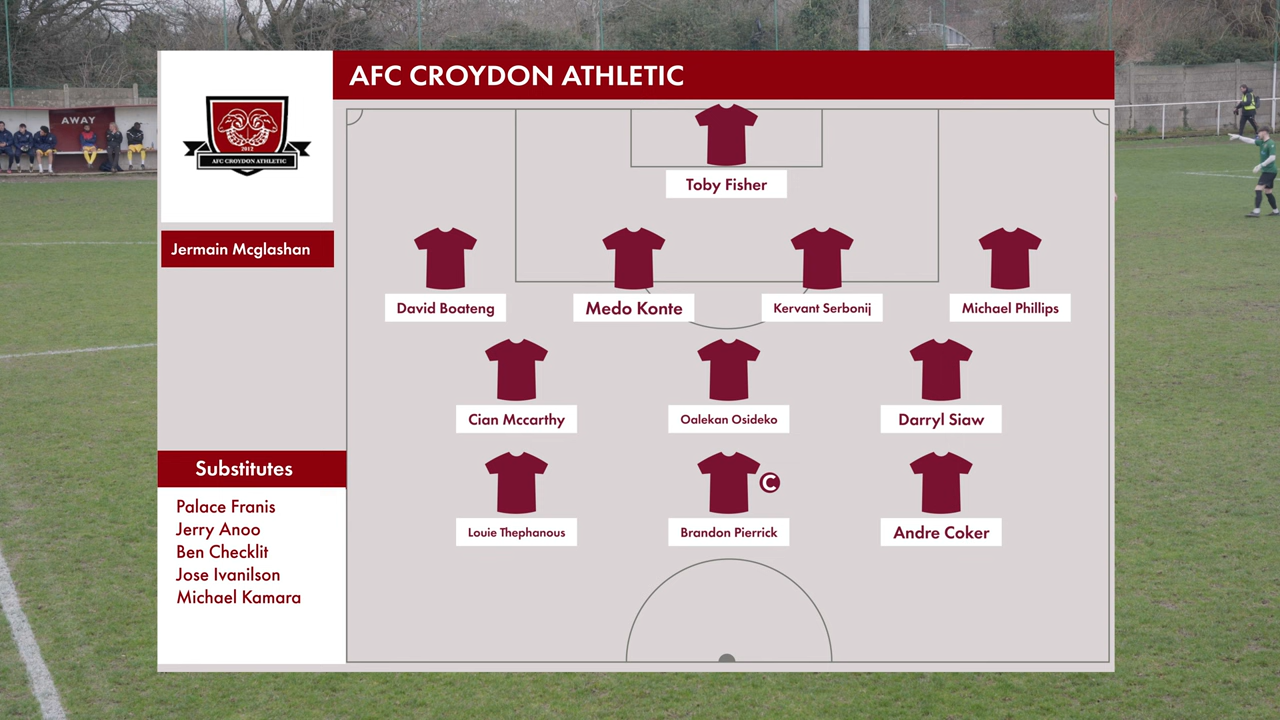 AFC CROYDON ATHLETIC
AWAY
2012
AFC CROYDON ATHLETIC
Toby Fisher
Jermain Mcglashan
David Boateng
Medo Konte
Kervant Serbonij
Michael Phillips
Cian Mccarthy
Oalekan Osideko
Darryl Siaw
C
Louie Thephanous
Brandon Pierrick
Andre Coker
Substitutes
Palace Franis
Jerry Anoo
Ben Checklit
Jose Ivanilson
Michael Kamara